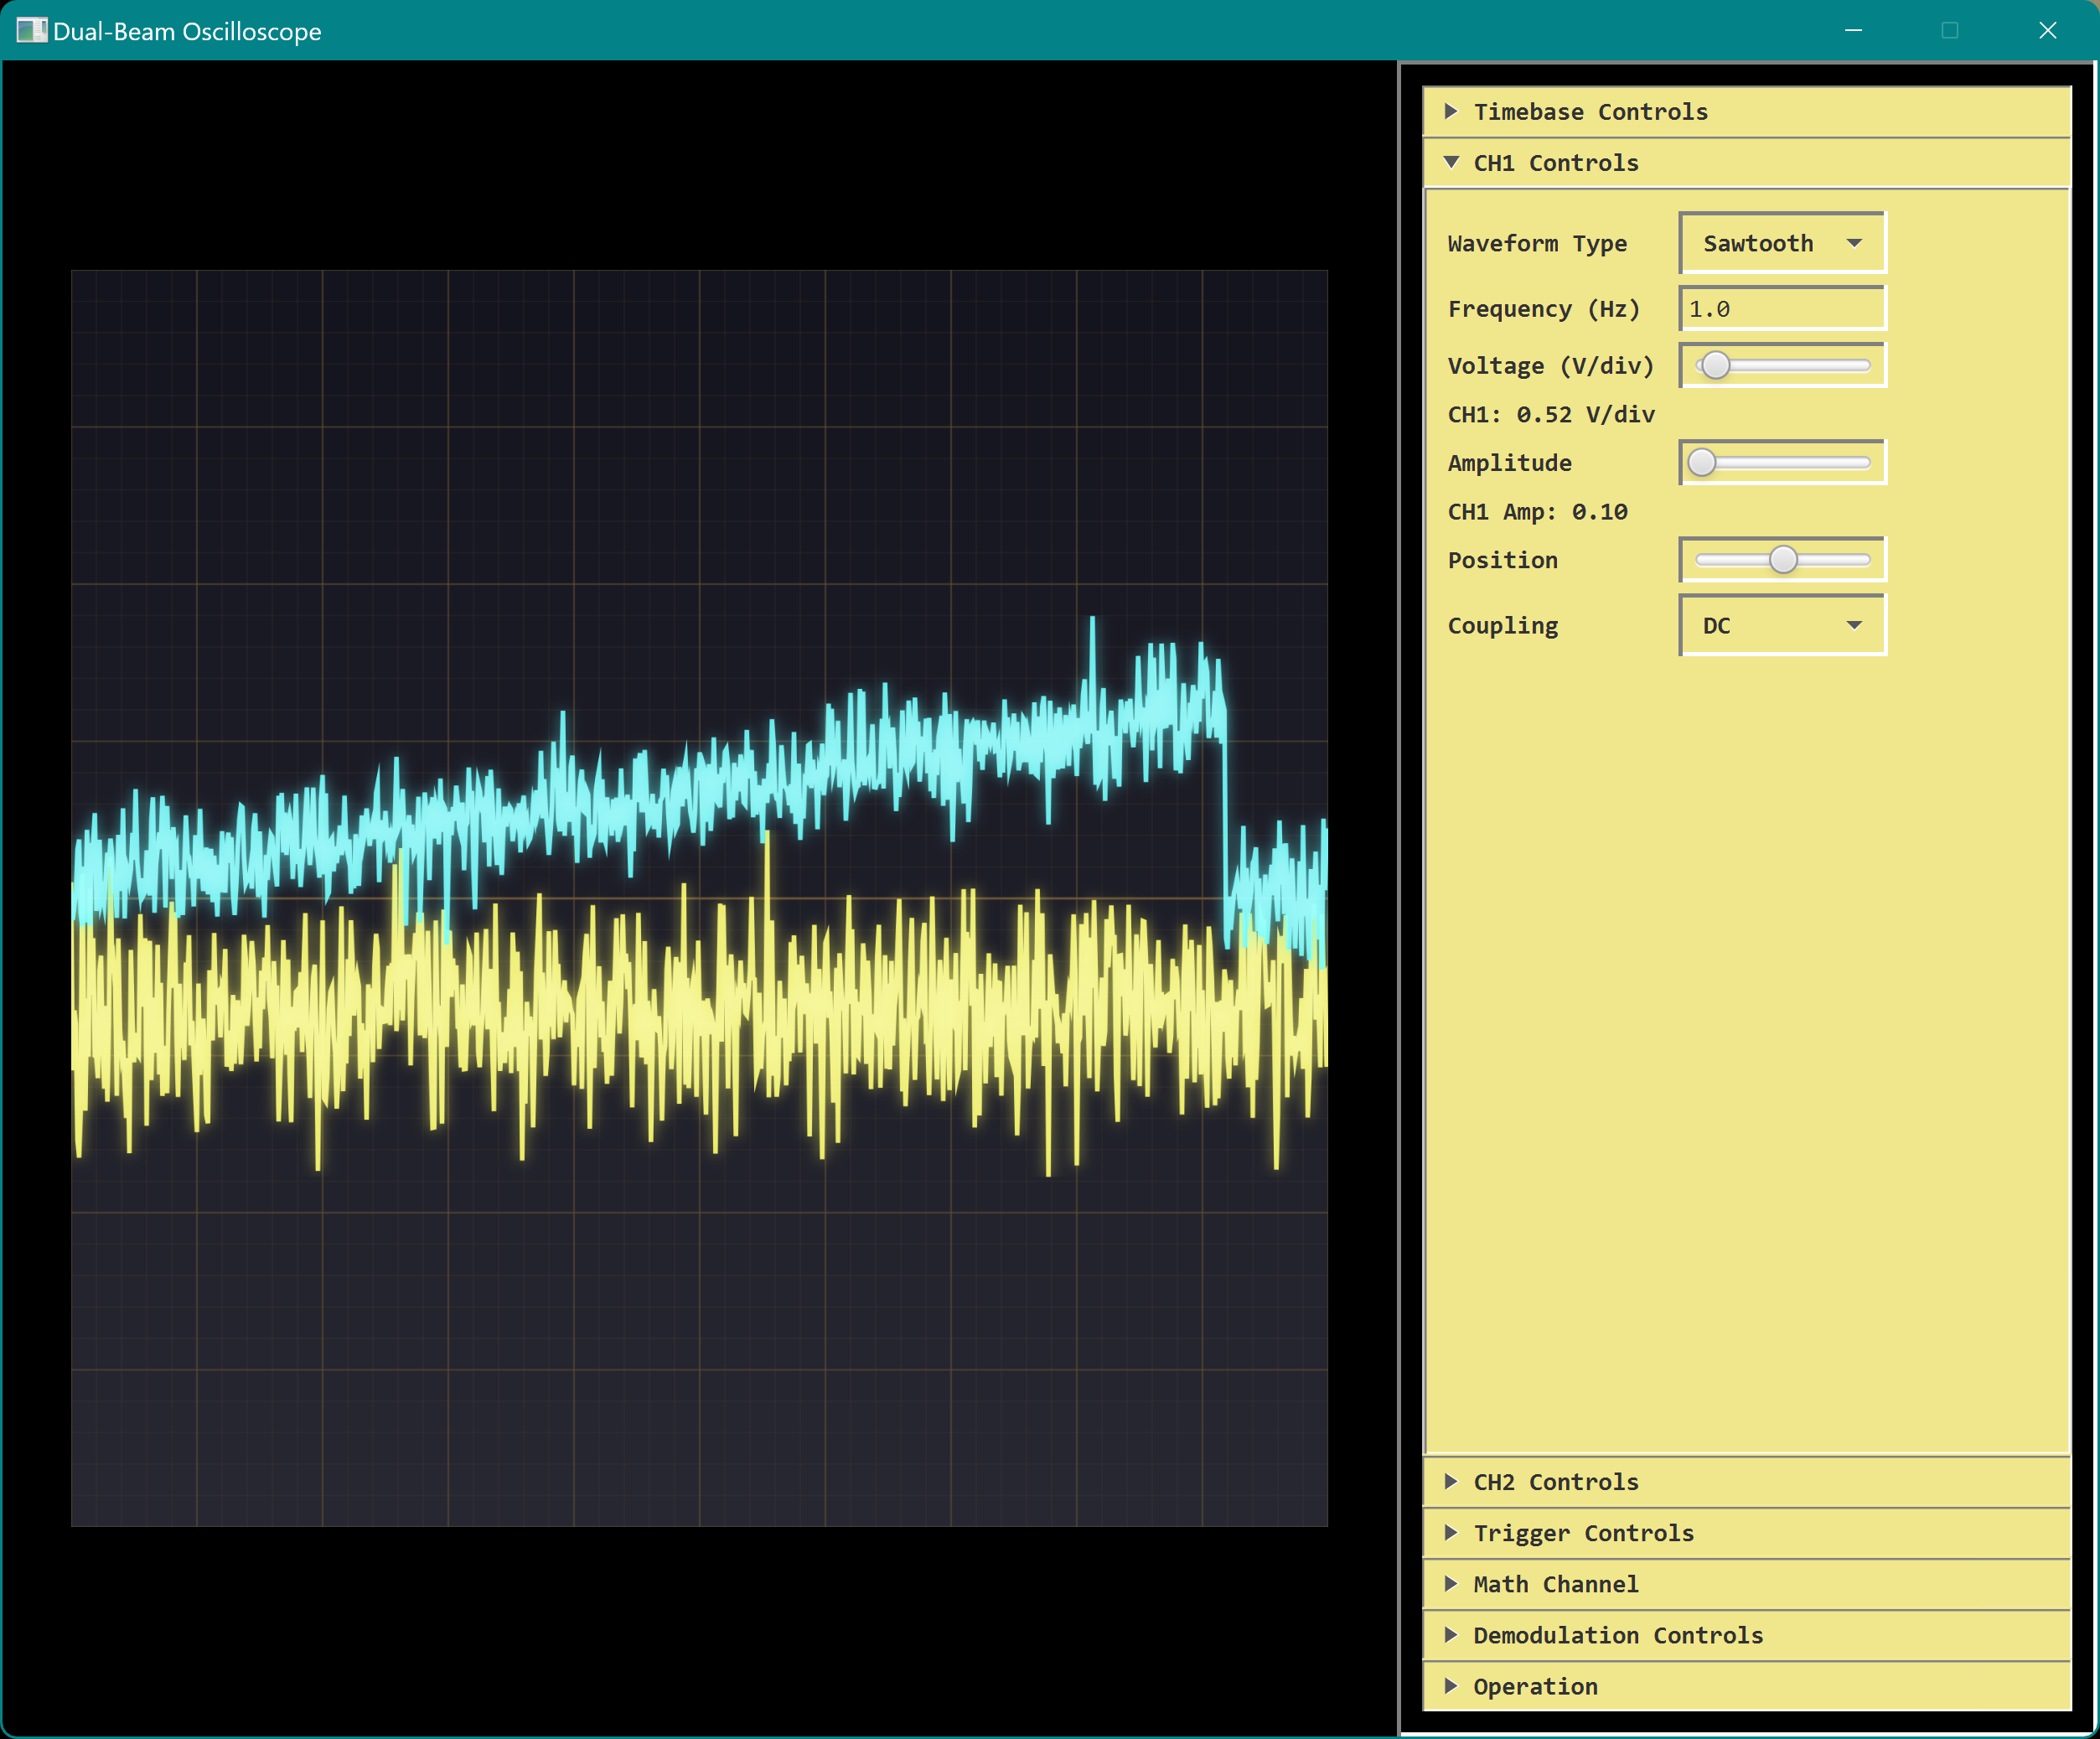 Dual-Beam Oscilloscope
Timebase Controls
CH1 Controls
Waveform Type Sawtooth
Frequency (Hz) 1.0
Voltage (V/div)
CH1: 0.52 V/div
Amplitude
CH1 Amp: 0.10
Position
Coupling DC
CH2 Controls
Trigger Controls
Math Channel
Demodulation Controls
Operation